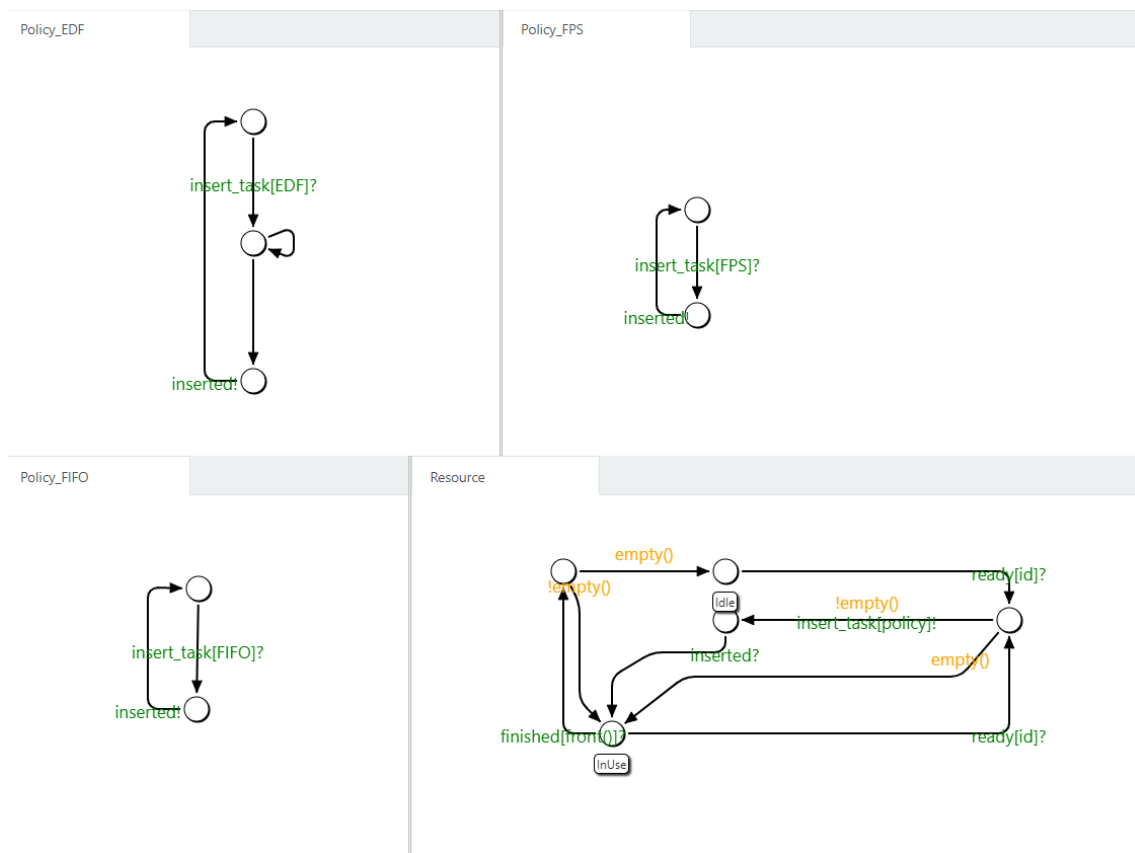 Policy_EDF
insert_task[EDF]?
inserted!
Policy_FPS
insert_task[FPS]?
inserted!
Policy_FIFO
insert_task[FIFO]?
inserted!
Resource
empty()
!empty()
ready[id]?
Idle
!empty()
insert_task[policy]!
inserted?
empty()
finished[front()]?
ready[id]?
InUse